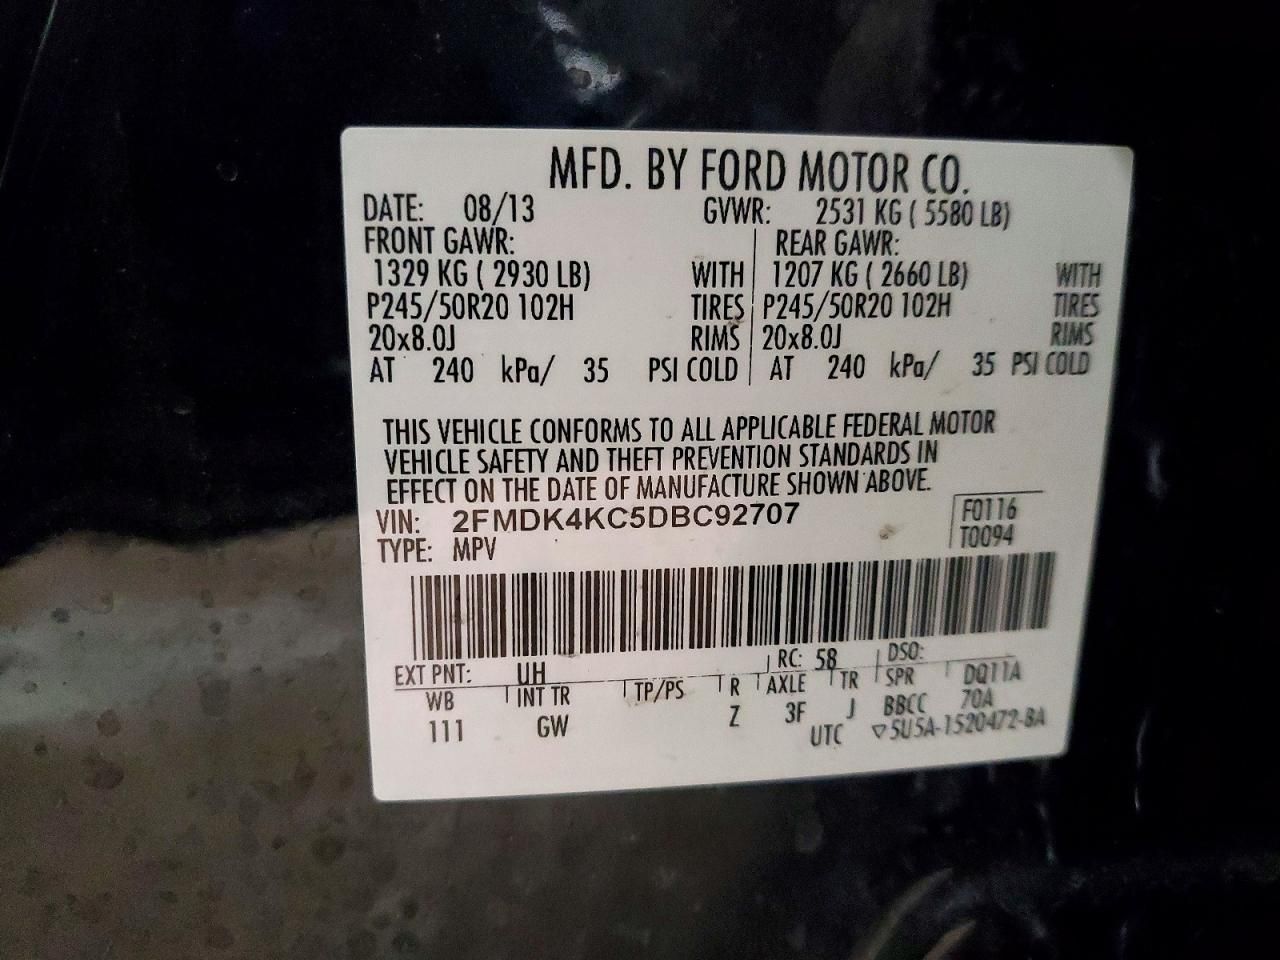 MFD. BY FORD MOTOR CO.
DATE: 08/13 GVWR: 2531 KG ( 5580 LB)
FRONT GAWR: REAR GAWR:
1329 KG ( 2930 LB) WITH 1207 KG ( 2660 LB) WITH
P245/50R20 102H TIRES P245/50R20 102H TIRES
20x8.0J RIMS 20x8.0J RIMS
AT 240 kPa/ 35 PSI COLD AT 240 kPa/ 35 PSI COLD
THIS VEHICLE CONFORMS TO ALL APPLICABLE FEDERAL MOTOR
VEHICLE SAFETY AND THEFT PREVENTION STANDARDS IN
EFFECT ON THE DATE OF MANUFACTURE SHOWN ABOVE.
VIN: 2FMDK4KC5DBC92707 F0116
TYPE: MPV T0094
EXT PNT: UH RC: 58 DSO:
WB INT TR TP/PS R AXLE TR SPR DQ11A
111 GW Z 3F J BBCC 70A
UTC ▽5U5A-1520472-BA